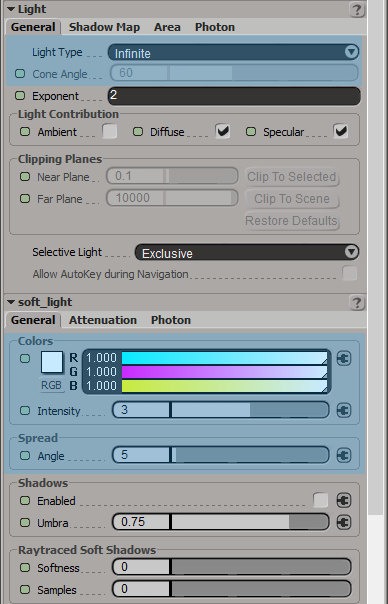 Light ?
General Shadow Map Area Photon
Light Type Infinite
Cone Angle 60
Exponent 2
Light Contribution
Ambient Diffuse Specular
Clipping Planes
Near Plane 0.1 Clip To Selected
Far Plane 10000 Clip To Scene
Restore Defaults
Selective Light Exclusive
Allow AutoKey during Navigation
soft_light ?
General Attenuation Photon
Colors
R 1.000
G 1.000
RGB B 1.000
Intensity 3
Spread
Angle 5
Shadows
Enabled
Umbra 0.75
Raytraced Soft Shadows
Softness 0
Samples 0